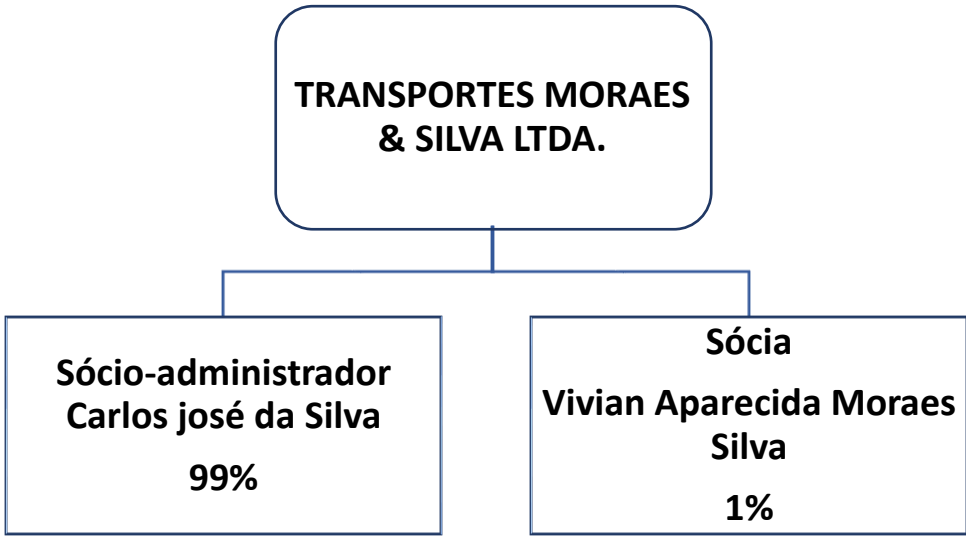 TRANSPORTES MORAES
& SILVA LTDA.
Sócio-administrador
Carlos josé da Silva
99%
Sócia
Vivian Aparecida Moraes
Silva
1%